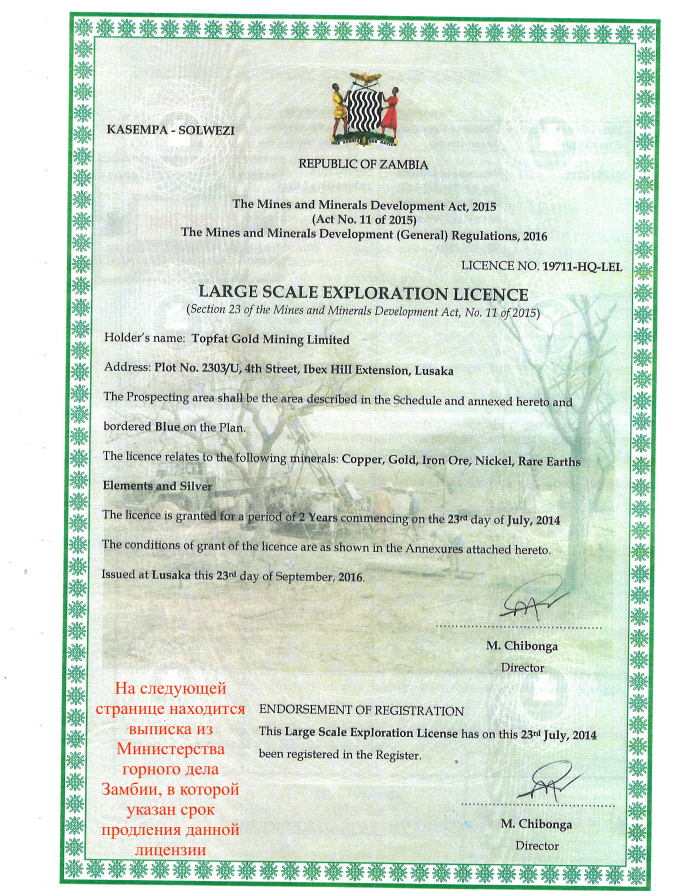 KASEMPA - SOLWEZI
REPUBLIC OF ZAMBIA
The Mines and Minerals Development Act, 2015
(Act No. 11 of 2015)
The Mines and Minerals Development (General) Regulations, 2016
LICENCE NO. 19711-HQ-LEL
LARGE SCALE EXPLORATION LICENCE
(Section 23 of the Mines and Minerals Development Act, No. 11 of 2015)
Holder's name: Topfat Gold Mining Limited
Address: Plot No. 2303/U, 4th Street, Ibex Hill Extension, Lusaka
The Prospecting area shall be the area described in the Schedule and annexed hereto and
bordered Blue on the Plan.
The licence relates to the following minerals: Copper, Gold, Iron Ore, Nickel, Rare Earths
Elements and Silver
The licence is granted for a period of 2 Years commencing on the 23rd day of July, 2014
The conditions of grant of the licence are as shown in the Annexures attached hereto.
Issued at Lusaka this 23rd day of September, 2016.
M. Chibonga
Director
На следующей
странице находится
выписка из
Министерства
горного дела
Замбии, в которой
указан срок
продления данной
лицензии
ENDORSEMENT OF REGISTRATION
This Large Scale Exploration License has on this 23rd July, 2014
been registered in the Register.
M. Chibonga
Director